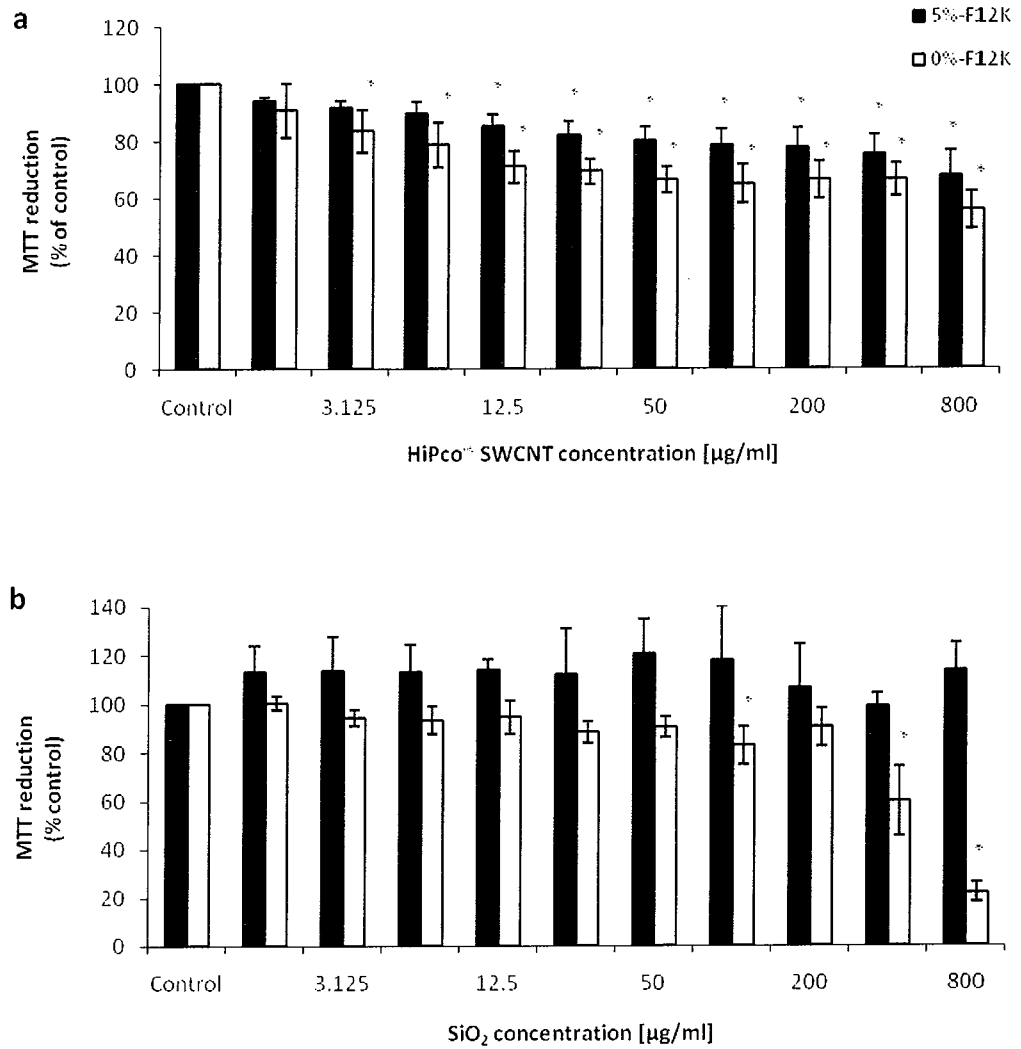 a
5%-F12K
0%-F12K
120
100
80
60
40
20
0
MTT reduction
(% of control)
* * * * * * * *
* * * * * * * *
Control 3.125 12.5 50 200 800
HiPco™ SWCNT concentration [µg/ml]
b
140
120
100
80
60
40
20
0
MTT reduction
(% control)
* * *
Control 3.125 12.5 50 200 800
SiO₂ concentration [µg/ml]